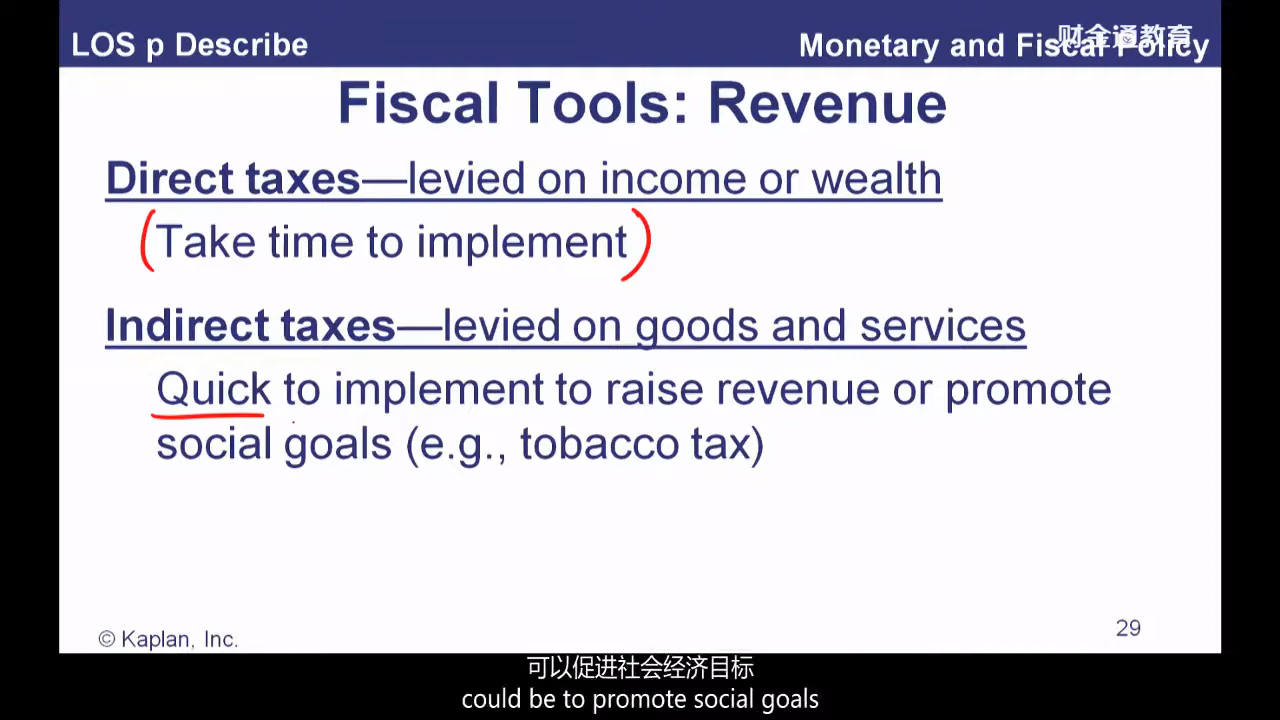 LOS p Describe
Monetary and Fiscal Policy
财金通教育
Fiscal Tools: Revenue
Direct taxes—levied on income or wealth
Take time to implement
Indirect taxes—levied on goods and services
Quick to implement to raise revenue or promote
social goals (e.g., tobacco tax)
© Kaplan, Inc.
29
可以促进社会经济目标
could be to promote social goals